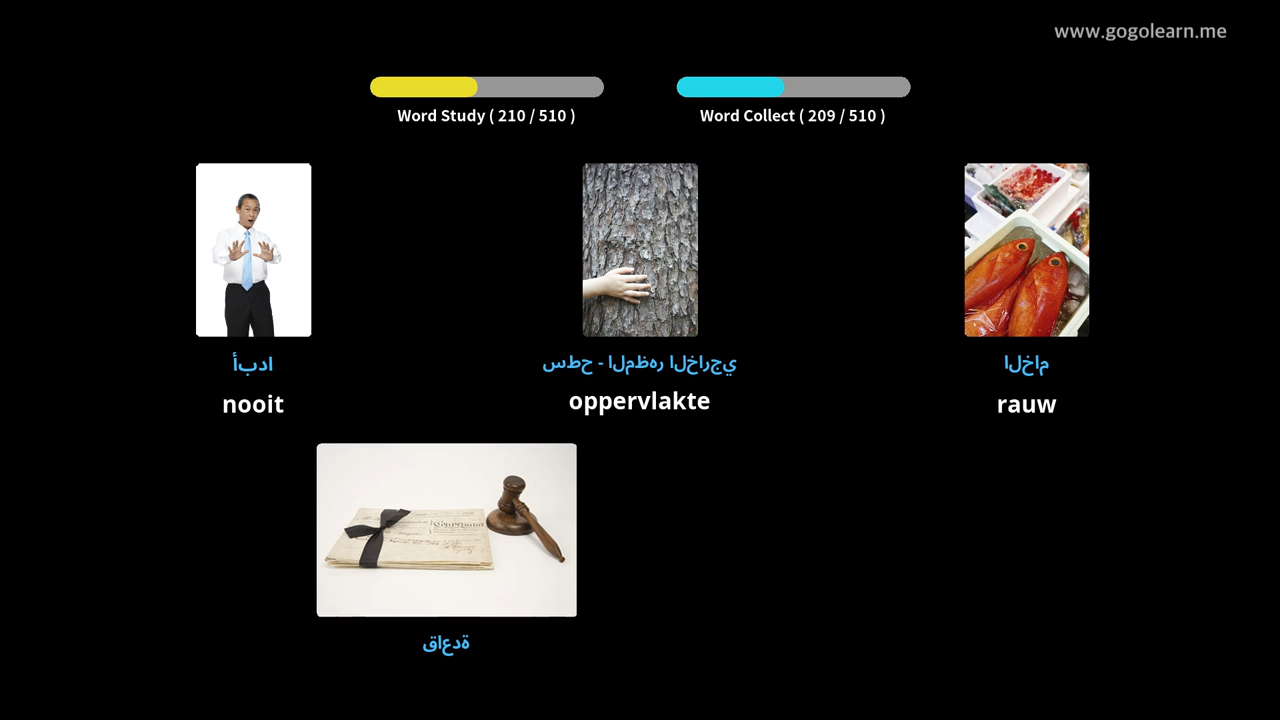 www.gogolearn.me
Word Study ( 210 / 510 )
Word Collect ( 209 / 510 )
أبدا
nooit
سطح - المظهر الخارجي
oppervlakte
الخام
rauw
قاعدة